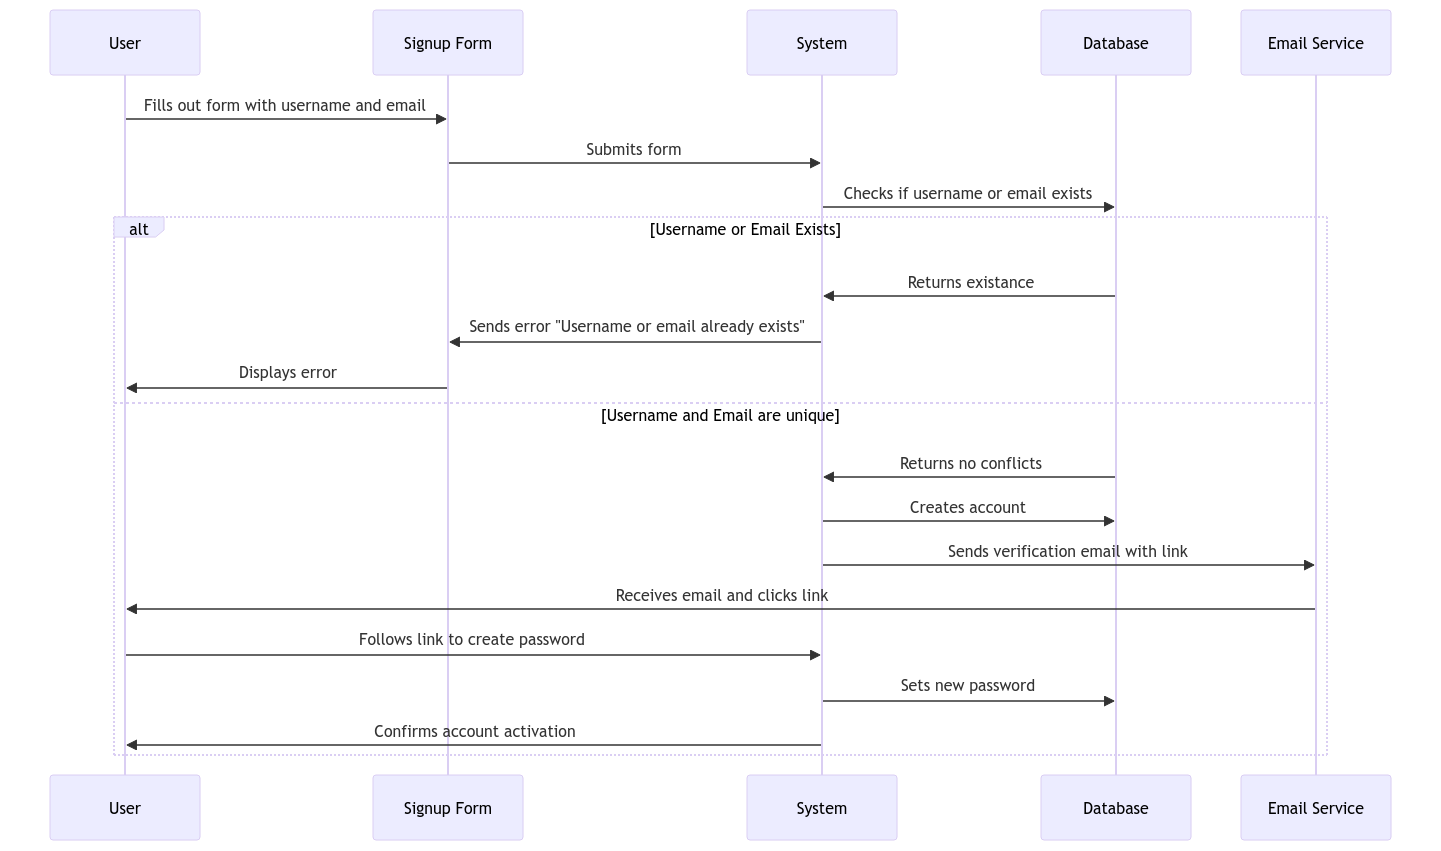 User
Signup Form
System
Database
Email Service
Fills out form with username and email
Submits form
Checks if username or email exists
alt
[Username or Email Exists]
Returns existance
Sends error "Username or email already exists"
Displays error
[Username and Email are unique]
Returns no conflicts
Creates account
Sends verification email with link
Receives email and clicks link
Follows link to create password
Sets new password
Confirms account activation
User
Signup Form
System
Database
Email Service